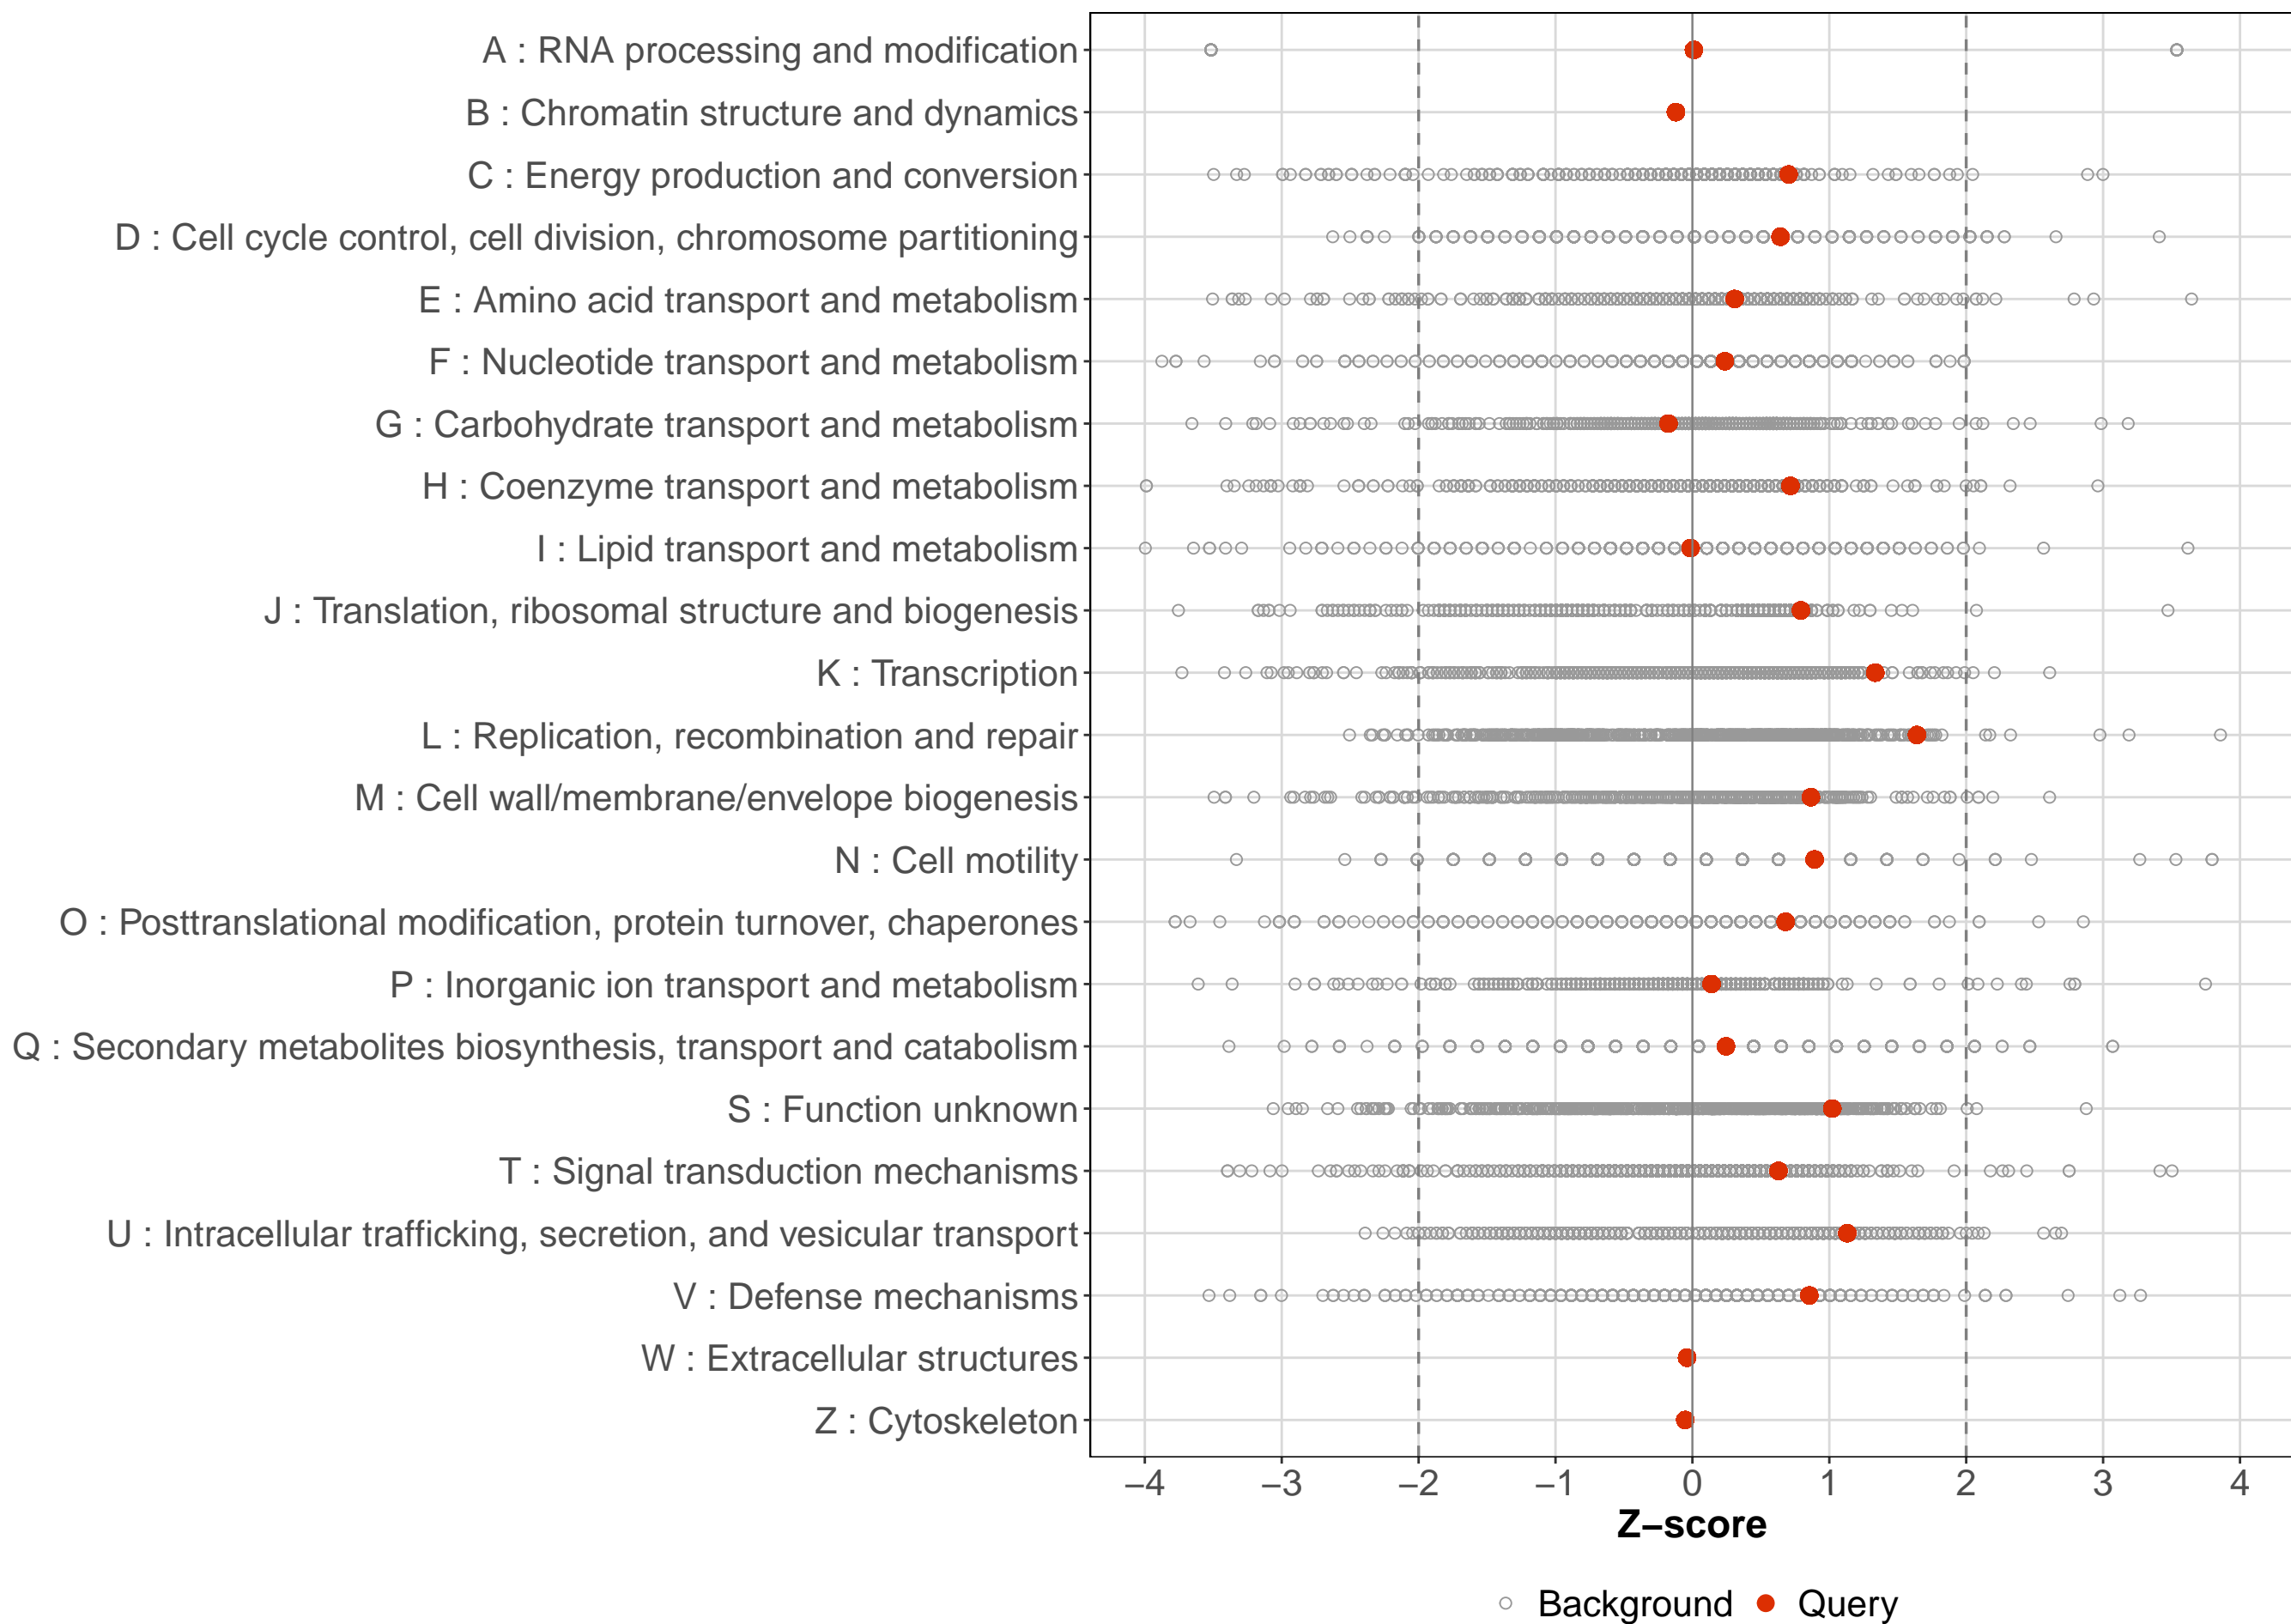 A : RNA processing and modification
B : Chromatin structure and dynamics
C : Energy production and conversion
D : Cell cycle control, cell division, chromosome partitioning
E : Amino acid transport and metabolism
F : Nucleotide transport and metabolism
G : Carbohydrate transport and metabolism
H : Coenzyme transport and metabolism
I : Lipid transport and metabolism
J : Translation, ribosomal structure and biogenesis
K : Transcription
L : Replication, recombination and repair
M : Cell wall/membrane/envelope biogenesis
N : Cell motility
O : Posttranslational modification, protein turnover, chaperones
P : Inorganic ion transport and metabolism
Q : Secondary metabolites biosynthesis, transport and catabolism
S : Function unknown
T : Signal transduction mechanisms
U : Intracellular trafficking, secretion, and vesicular transport
V : Defense mechanisms
W : Extracellular structures
Z : Cytoskeleton
−4 −3 −2 −1 0 1 2 3 4
Z−score
Background Query